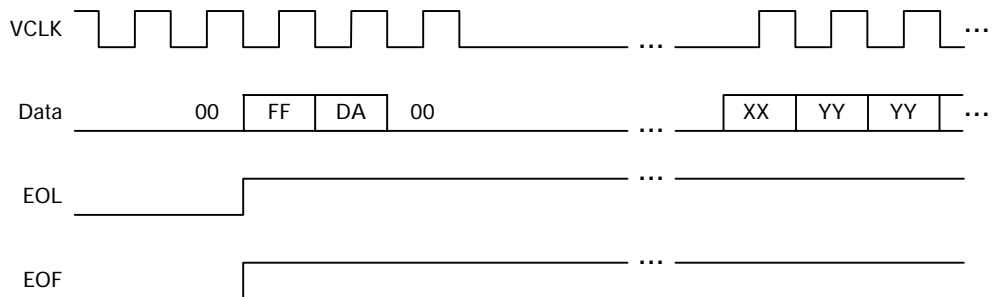 VCLK ... ...
Data 00 FF DA 00 ... XX YY YY ...
EOL ...
EOF ...